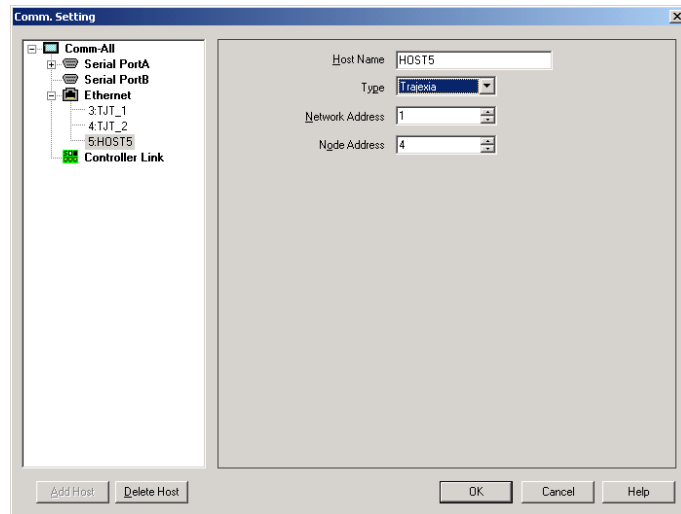 Comm. Setting
Comm-All
Serial PortA
Serial PortB
Ethernet
3:TJT_1
4:TJT_2
5:HOST5
Controller Link
Host Name HOST5
Type Trajexia
Network Address 1
Node Address 4
Add Host Delete Host OK Cancel Help